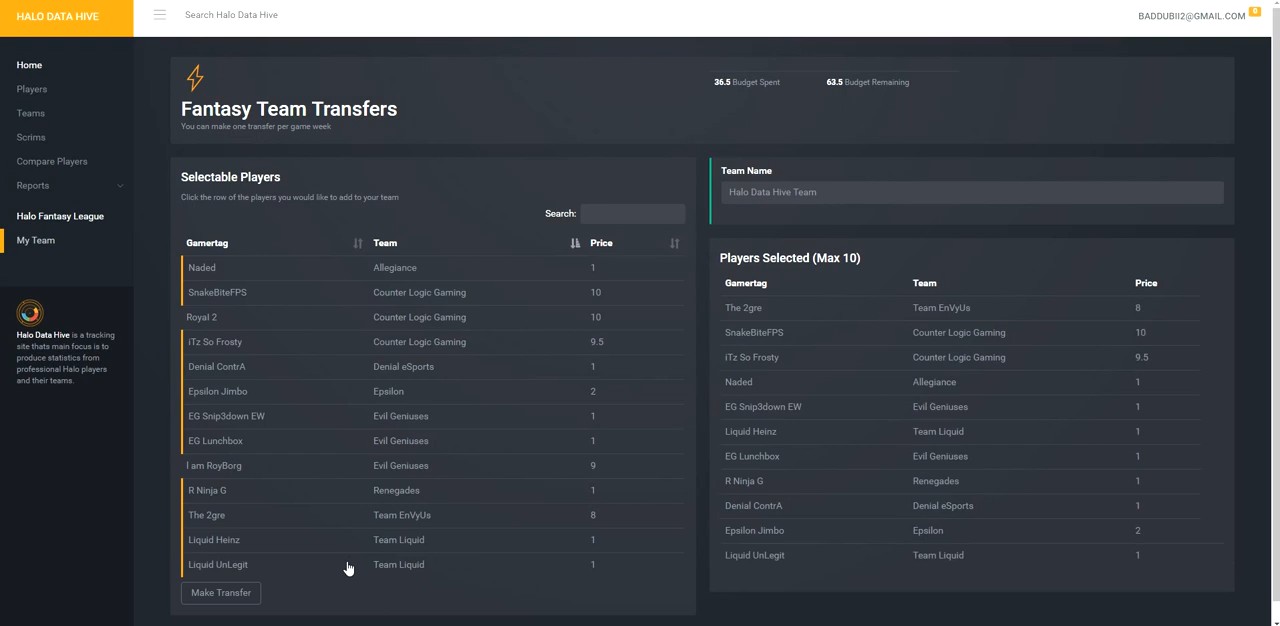 HALO DATA HIVE
Search Halo Data Hive
BADDUBII2@GMAIL.COM 0
Home
Players
Teams
Scrims
Compare Players
Reports
Halo Fantasy League
My Team
Halo Data Hive is a tracking
site thats main focus is to
produce statistics from
professional Halo players
and their teams.
Fantasy Team Transfers
You can make one transfer per game week
36.5 Budget Spent 63.5 Budget Remaining
Selectable Players
Click the row of the players you would like to add to your team
Search:
Gamertag Team Price
Naded Allegiance 1
SnakeBiteFPS Counter Logic Gaming 10
Royal 2 Counter Logic Gaming 10
iTz So Frosty Counter Logic Gaming 9.5
Denial ContrA Denial eSports 1
Epsilon Jimbo Epsilon 2
EG Snip3down EW Evil Geniuses 1
EG Lunchbox Evil Geniuses 1
I am RoyBorg Evil Geniuses 9
R Ninja G Renegades 1
The 2gre Team EnVyUs 8
Liquid Heinz Team Liquid 1
Liquid UnLegit Team Liquid 1
Make Transfer
Team Name
Halo Data Hive Team
Players Selected (Max 10)
Gamertag Team Price
The 2gre Team EnVyUs 8
SnakeBiteFPS Counter Logic Gaming 10
iTz So Frosty Counter Logic Gaming 9.5
Naded Allegiance 1
EG Snip3down EW Evil Geniuses 1
Liquid Heinz Team Liquid 1
EG Lunchbox Evil Geniuses 1
R Ninja G Renegades 1
Denial ContrA Denial eSports 1
Epsilon Jimbo Epsilon 2
Liquid UnLegit Team Liquid 1